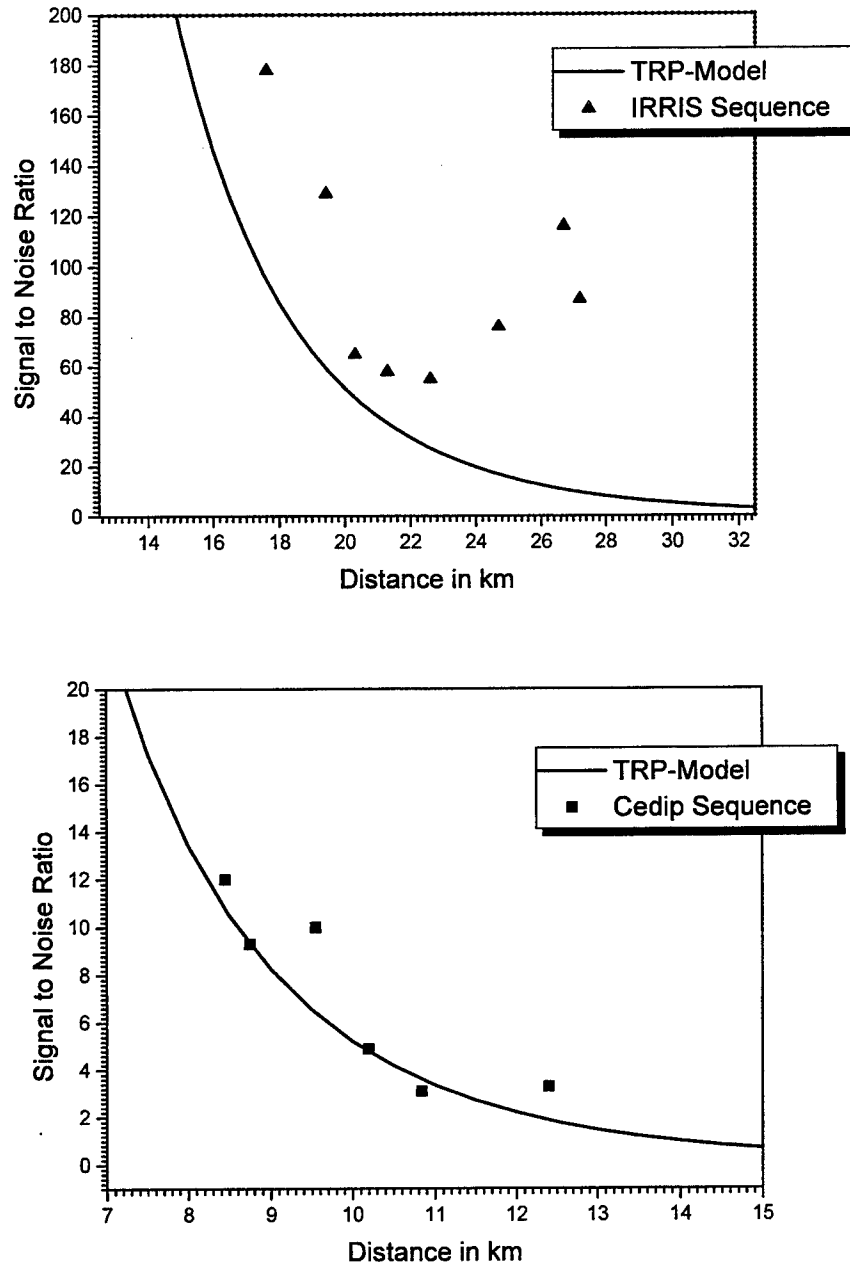 200
180
160
140
120
100
80
60
40
20
0
Signal to Noise Ratio
TRP-Model
IRRIS Sequence
14 16 18 20 22 24 26 28 30 32
Distance in km
20
18
16
14
12
10
8
6
4
2
0
Signal to Noise Ratio
TRP-Model
Cedip Sequence
7 8 9 10 11 12 13 14 15
Distance in km